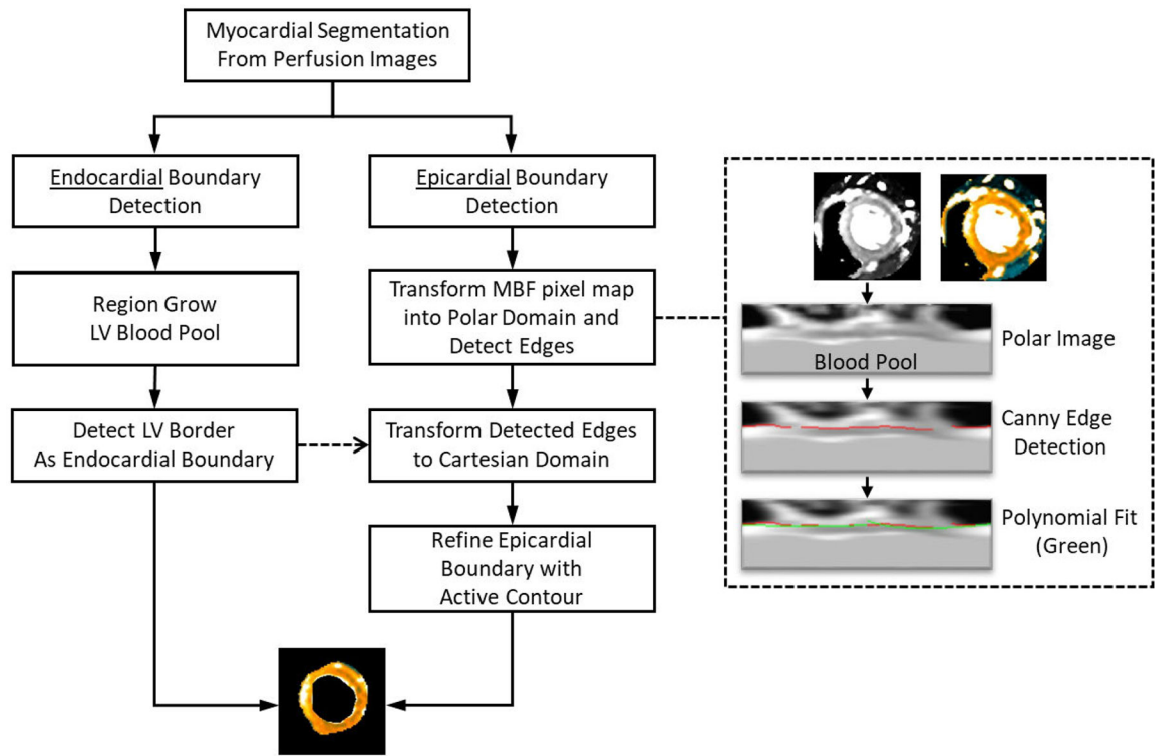 Myocardial Segmentation
From Perfusion Images
Endocardial Boundary
Detection
Epicardial Boundary
Detection
Region Grow
LV Blood Pool
Transform MBF pixel map
into Polar Domain and
Detect Edges
Detect LV Border
As Endocardial Boundary
Transform Detected Edges
to Cartesian Domain
Refine Epicardial
Boundary with
Active Contour
Polar Image
Blood Pool
Canny Edge
Detection
Polynomial Fit
(Green)